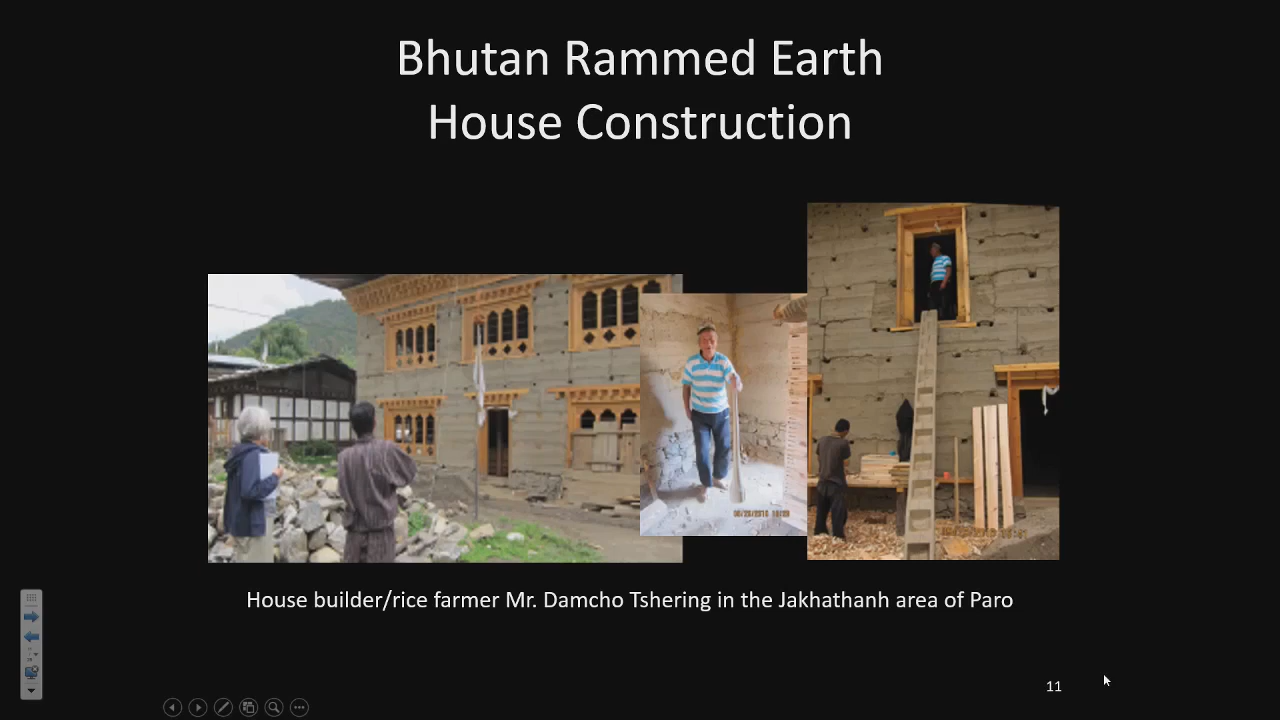 Bhutan Rammed Earth
House Construction
House builder/rice farmer Mr. Damcho Tshering in the Jakhathanh area of Paro
11